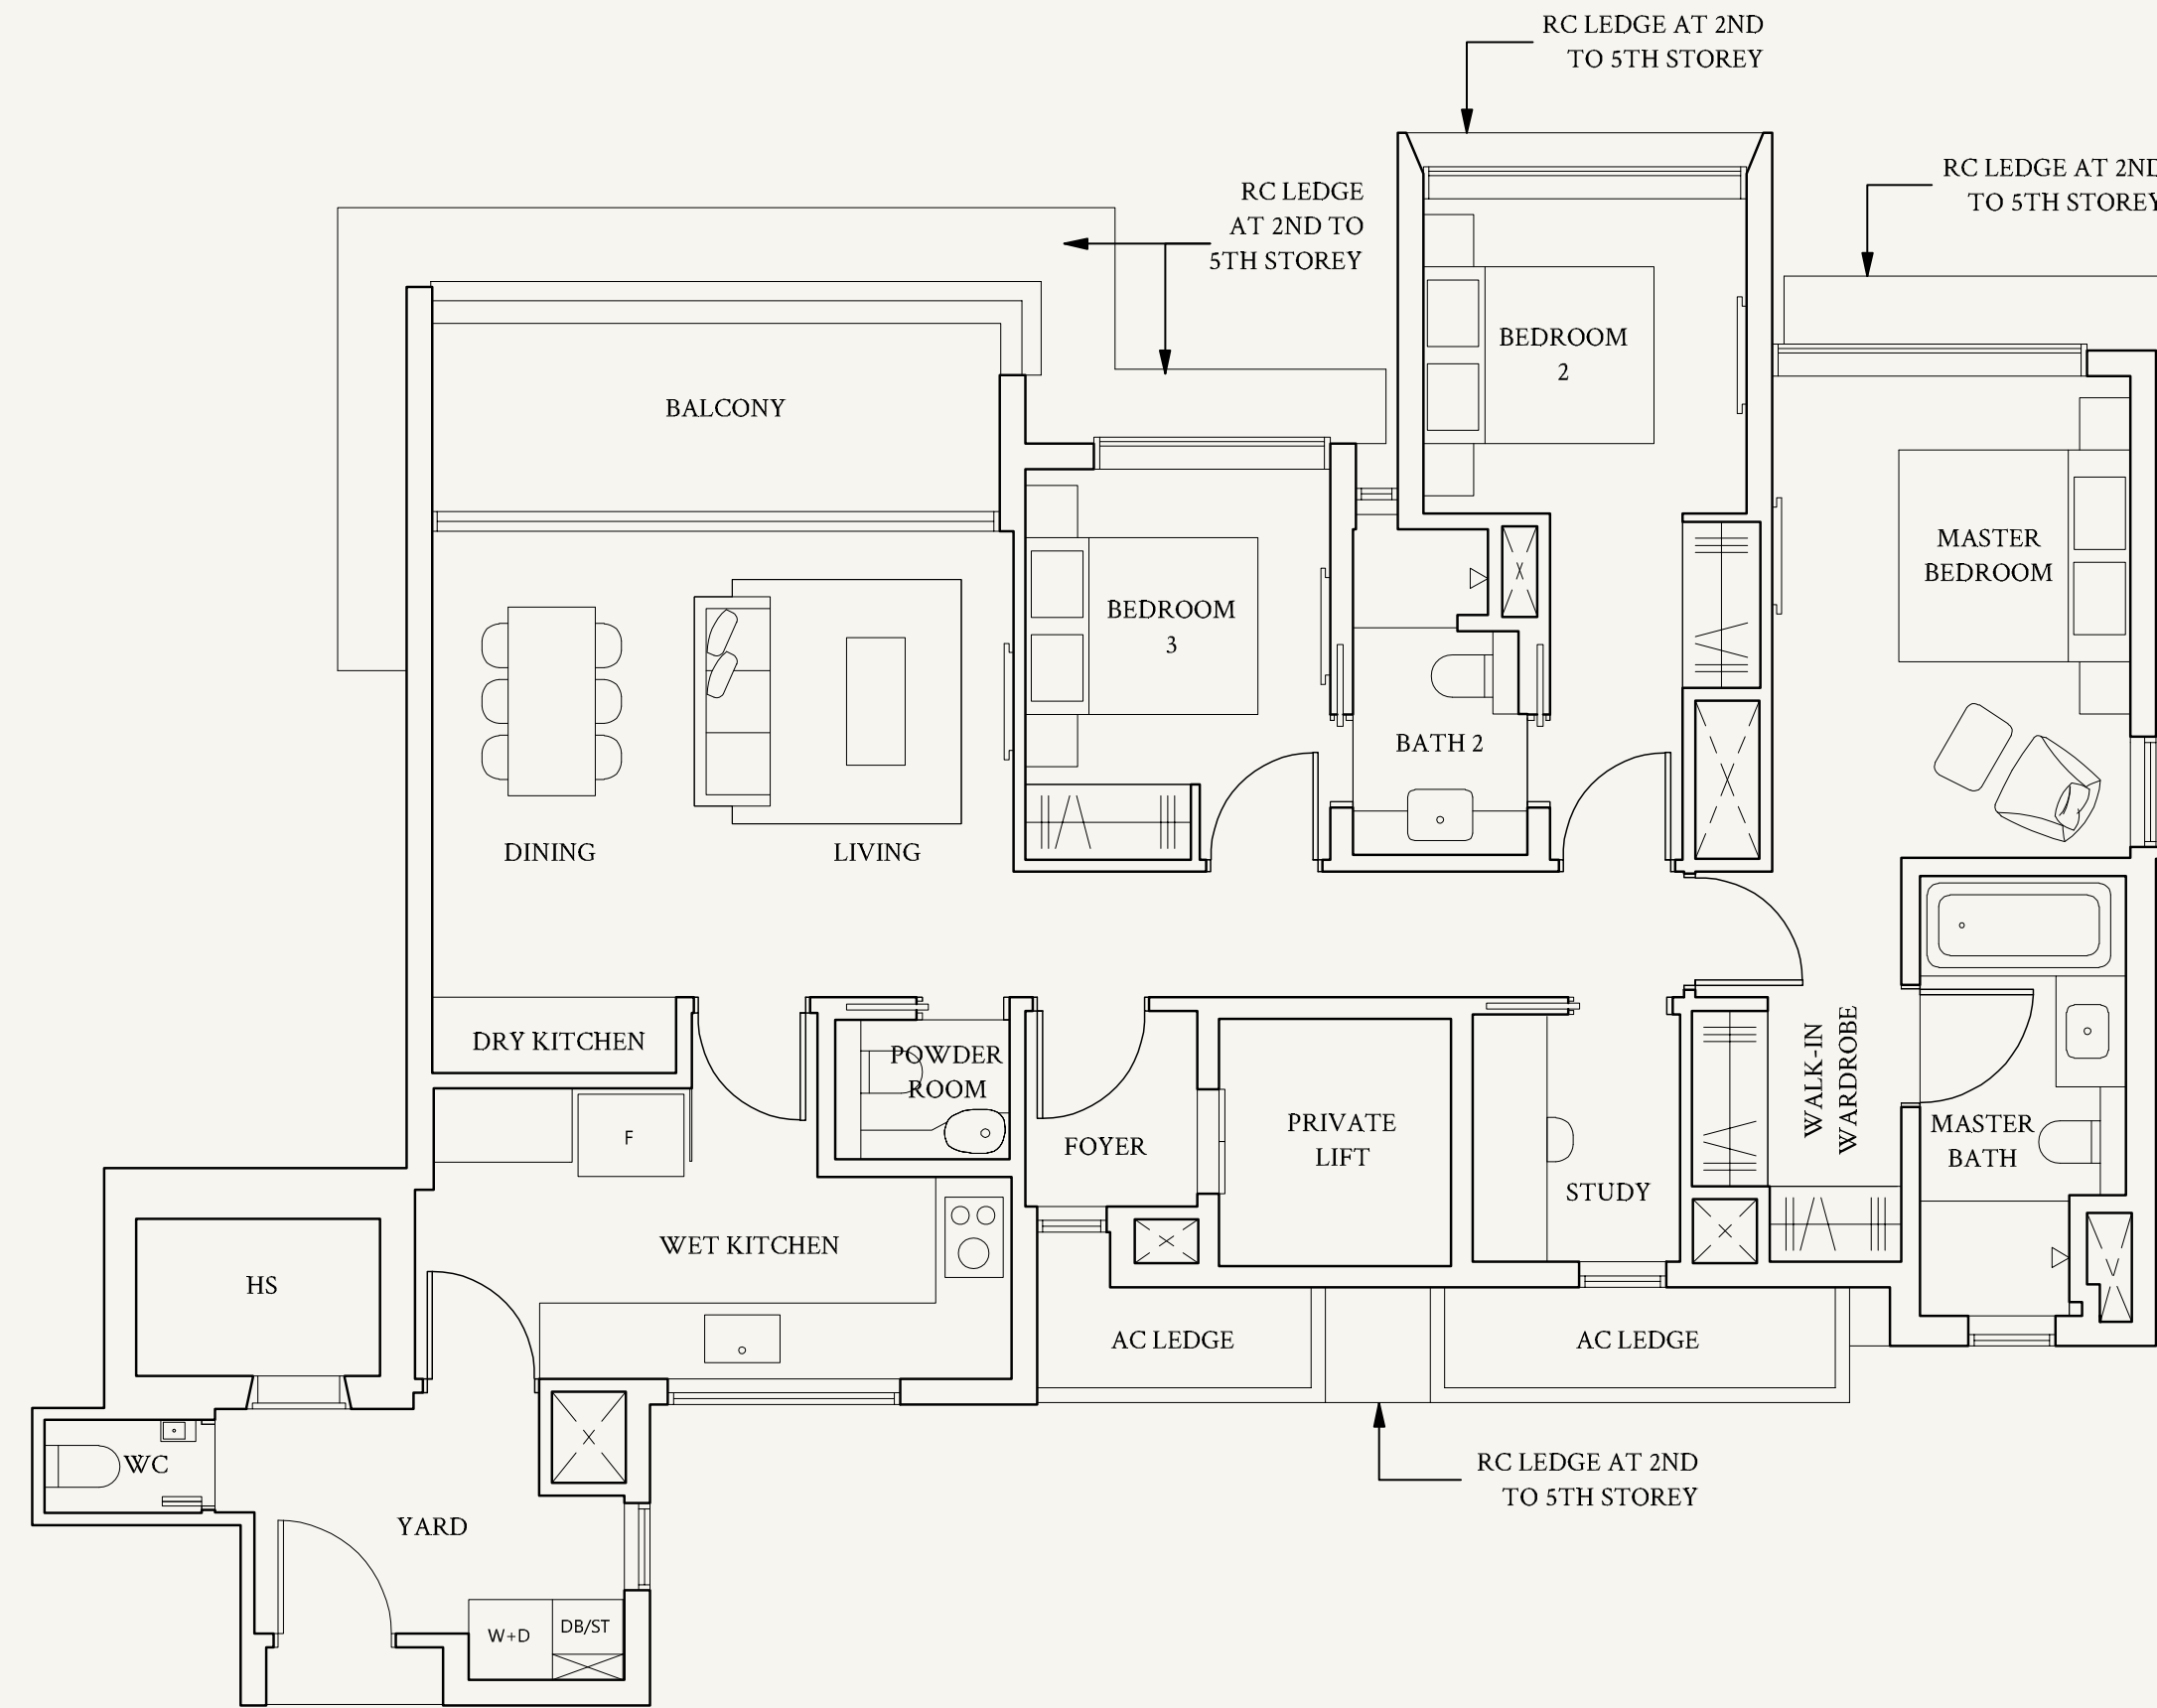 RC LEDGE AT 2ND
TO 5TH STOREY
RC LEDGE AT 2ND
TO 5TH STOREY
RC LEDGE
AT 2ND TO
5TH STOREY
BEDROOM
2
BALCONY
MASTER
BEDROOM
BEDROOM
3
BATH 2
DINING
LIVING
DRY KITCHEN
POWDER
ROOM
WALK-IN
WARDROBE
F
FOYER
PRIVATE
LIFT
MASTER
BATH
STUDY
WET KITCHEN
HS
AC LEDGE
AC LEDGE
WC
RC LEDGE AT 2ND
TO 5TH STOREY
YARD
W+D
DB/ST